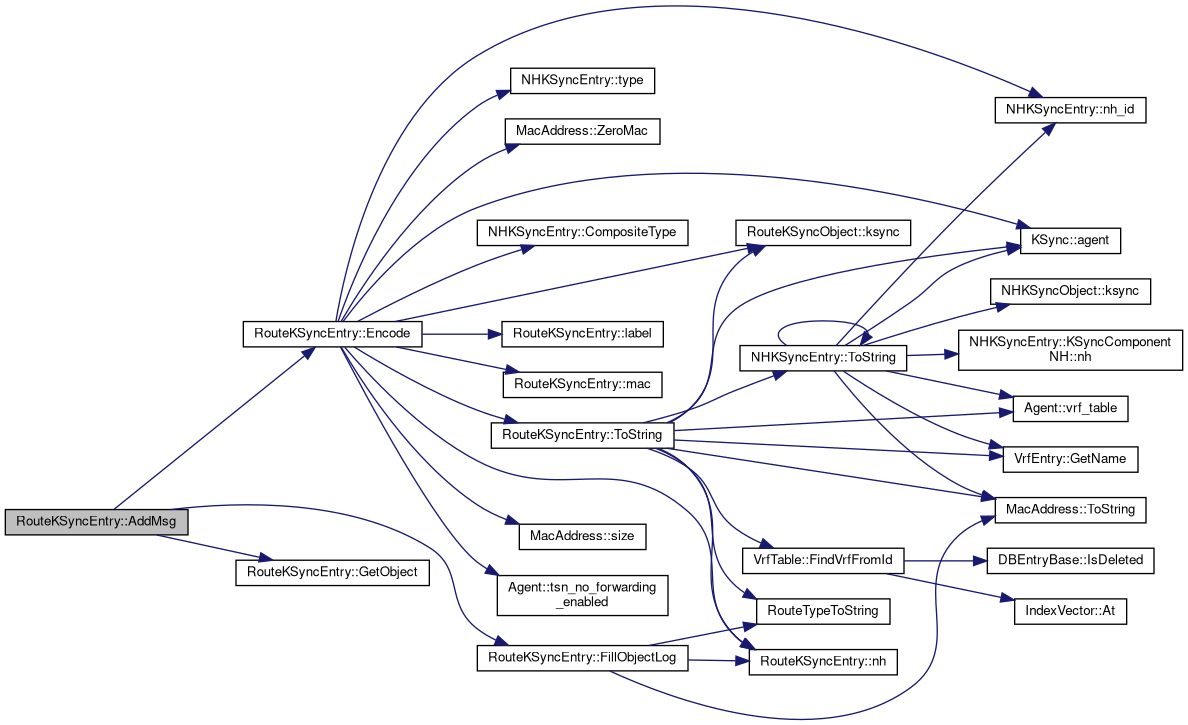 NHKSyncEntry::type
NHKSyncEntry::nh_id
MacAddress::ZeroMac
NHKSyncEntry::CompositeType
RouteKSyncObject::ksync
KSync::agent
NHKSyncObject::ksync
RouteKSyncEntry::Encode
RouteKSyncEntry::label
NHKSyncEntry::ToString
NHKSyncEntry::KSyncComponent
NH::nh
RouteKSyncEntry::mac
Agent::vrf_table
RouteKSyncEntry::ToString
VrfEntry::GetName
MacAddress::ToString
RouteKSyncEntry::AddMsg
MacAddress::size
VrfTable::FindVrfFromId
DBEntryBase::IsDeleted
RouteKSyncEntry::GetObject
Agent::tsn_no_forwarding
_enabled
RouteTypeToString
IndexVector::At
RouteKSyncEntry::FillObjectLog
RouteKSyncEntry::nh